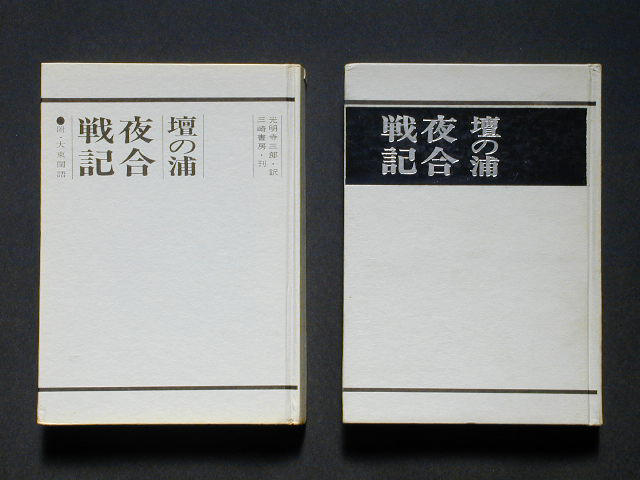 光明寺三郎・訳
三崎書房・刊
壇の浦
夜合
戦記
●附・大東閨語
壇の浦
夜合
戦記